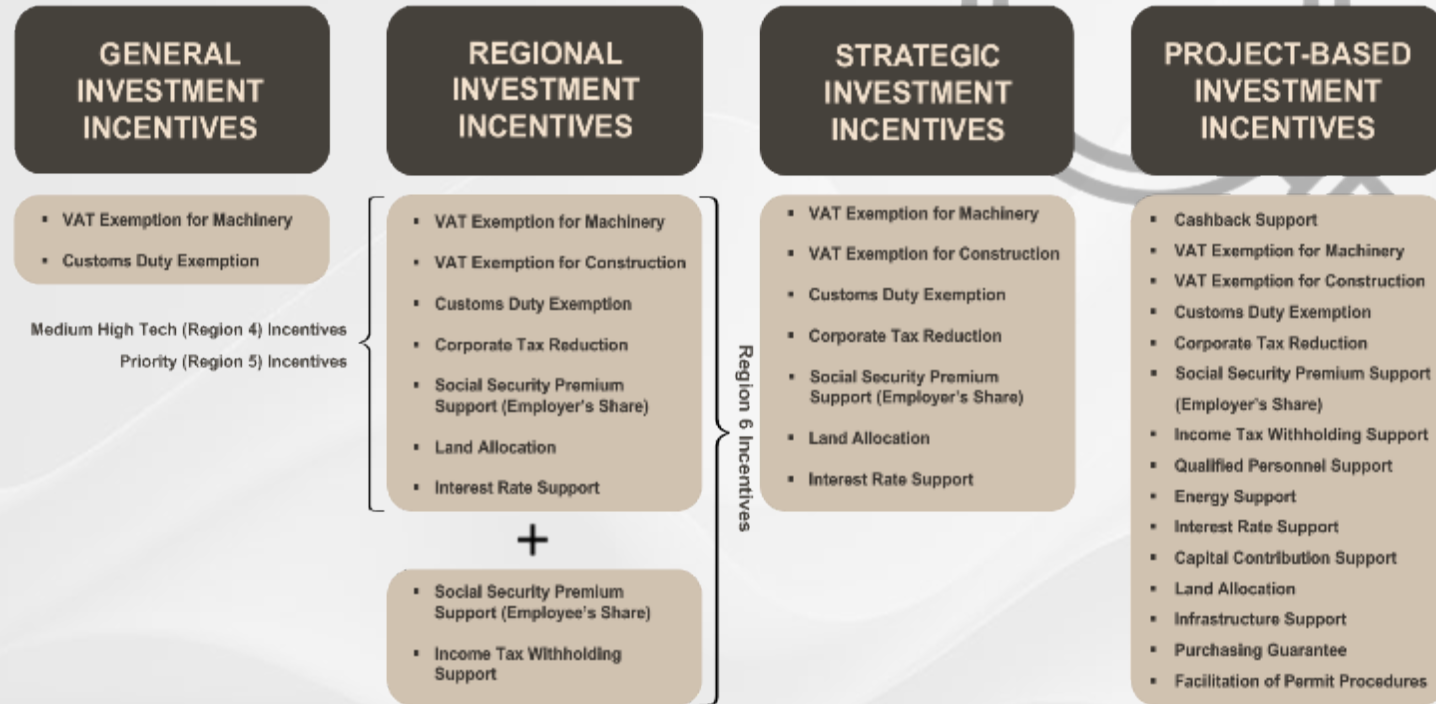 GENERAL
INVESTMENT
INCENTIVES
▪ VAT Exemption for Machinery
▪ Customs Duty Exemption
Medium High Tech (Region 4) Incentives
Priority (Region 5) Incentives
REGIONAL
INVESTMENT
INCENTIVES
▪ VAT Exemption for Machinery
▪ VAT Exemption for Construction
▪ Customs Duty Exemption
▪ Corporate Tax Reduction
▪ Social Security Premium
Support (Employer's Share)
▪ Land Allocation
▪ Interest Rate Support
+
▪ Social Security Premium
Support (Employee's Share)
▪ Income Tax Withholding
Support
Region 6 Incentives
STRATEGIC
INVESTMENT
INCENTIVES
▪ VAT Exemption for Machinery
▪ VAT Exemption for Construction
▪ Customs Duty Exemption
▪ Corporate Tax Reduction
▪ Social Security Premium
Support (Employer's Share)
▪ Land Allocation
▪ Interest Rate Support
PROJECT-BASED
INVESTMENT
INCENTIVES
▪ Cashback Support
▪ VAT Exemption for Machinery
▪ VAT Exemption for Construction
▪ Customs Duty Exemption
▪ Corporate Tax Reduction
▪ Social Security Premium Support
(Employer's Share)
▪ Income Tax Withholding Support
▪ Qualified Personnel Support
▪ Energy Support
▪ Interest Rate Support
▪ Capital Contribution Support
▪ Land Allocation
▪ Infrastructure Support
▪ Purchasing Guarantee
▪ Facilitation of Permit Procedures